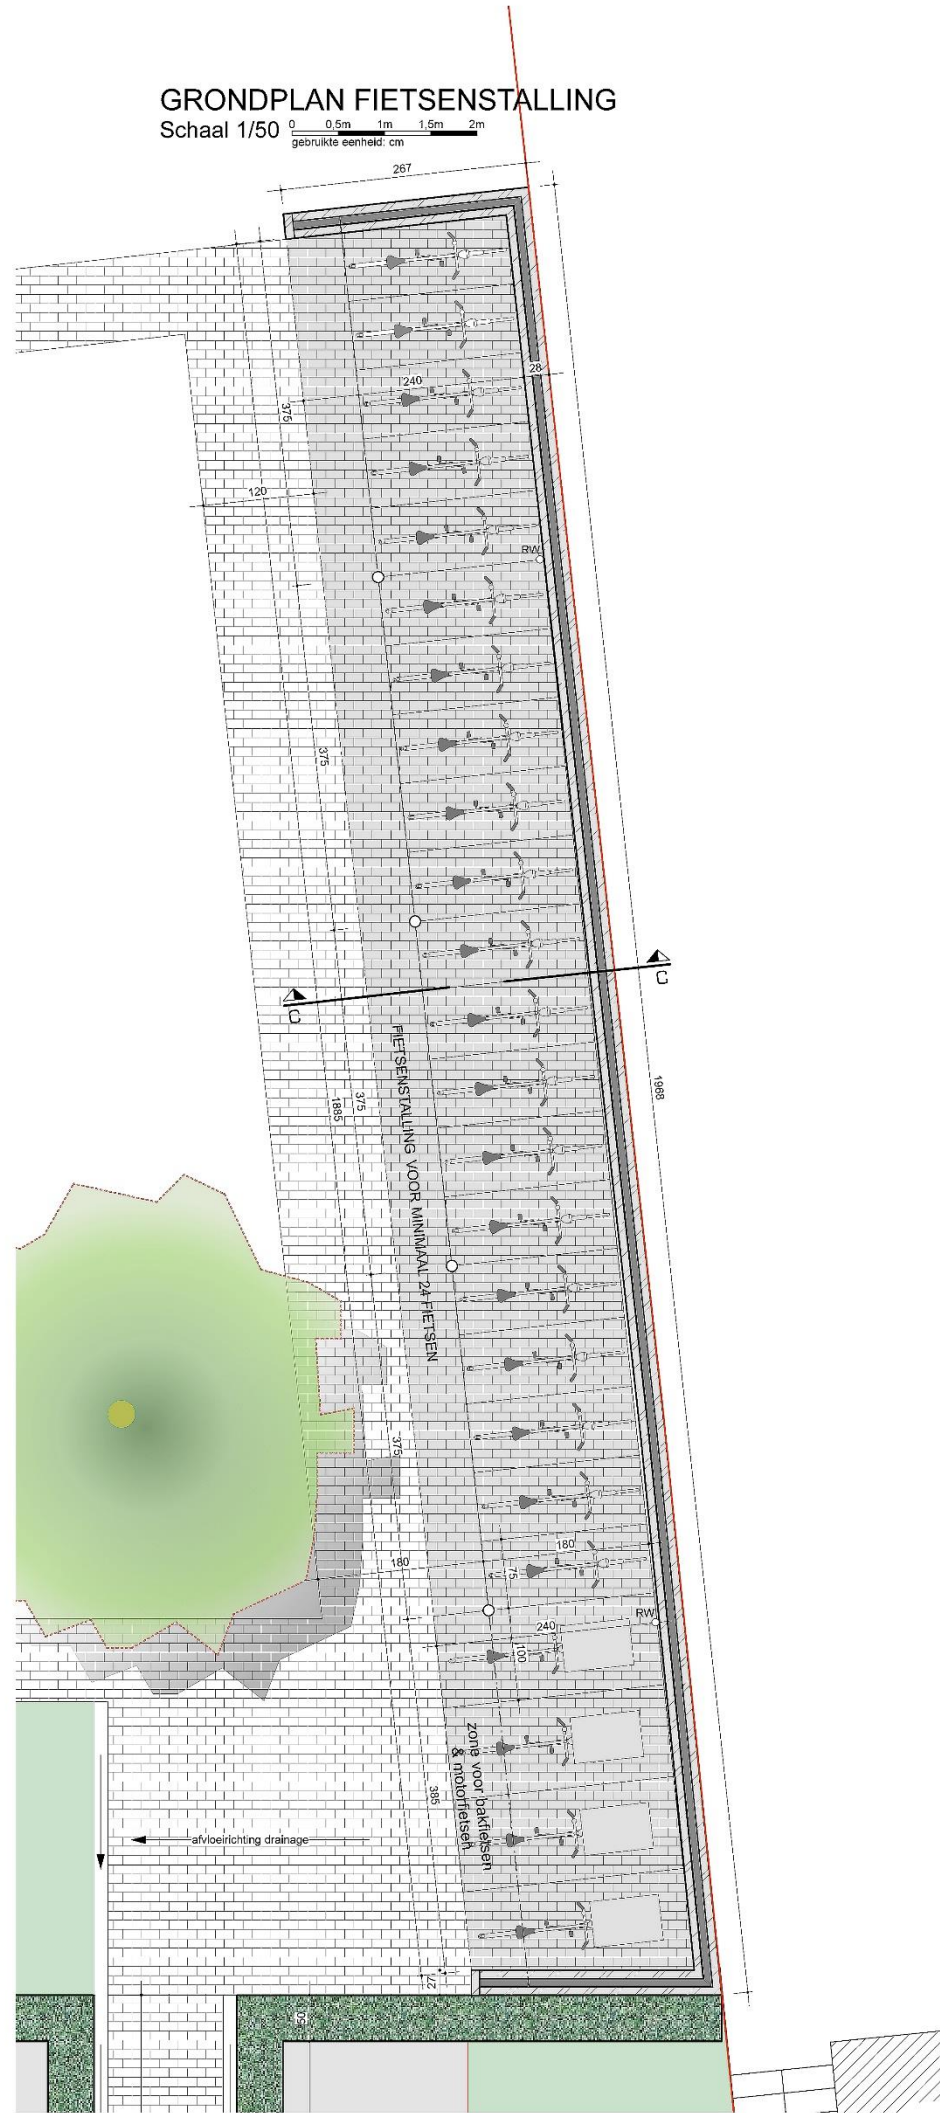 GRONDPLAN FIETSENSTALLING
Schaal 1/50
0 0,5m 1m 1,5m 2m
gebruikte eenheid: cm
267
28
240
375
120
RW
375
C
C
1968
375
1885
FIETSENSTALLING VOOR MINIMAAL 24 FIETSEN
375
180
180
75
RW
240
100
zone voor bakfietsen
& motorfietsen
385
afvloeirichting drainage
27
50